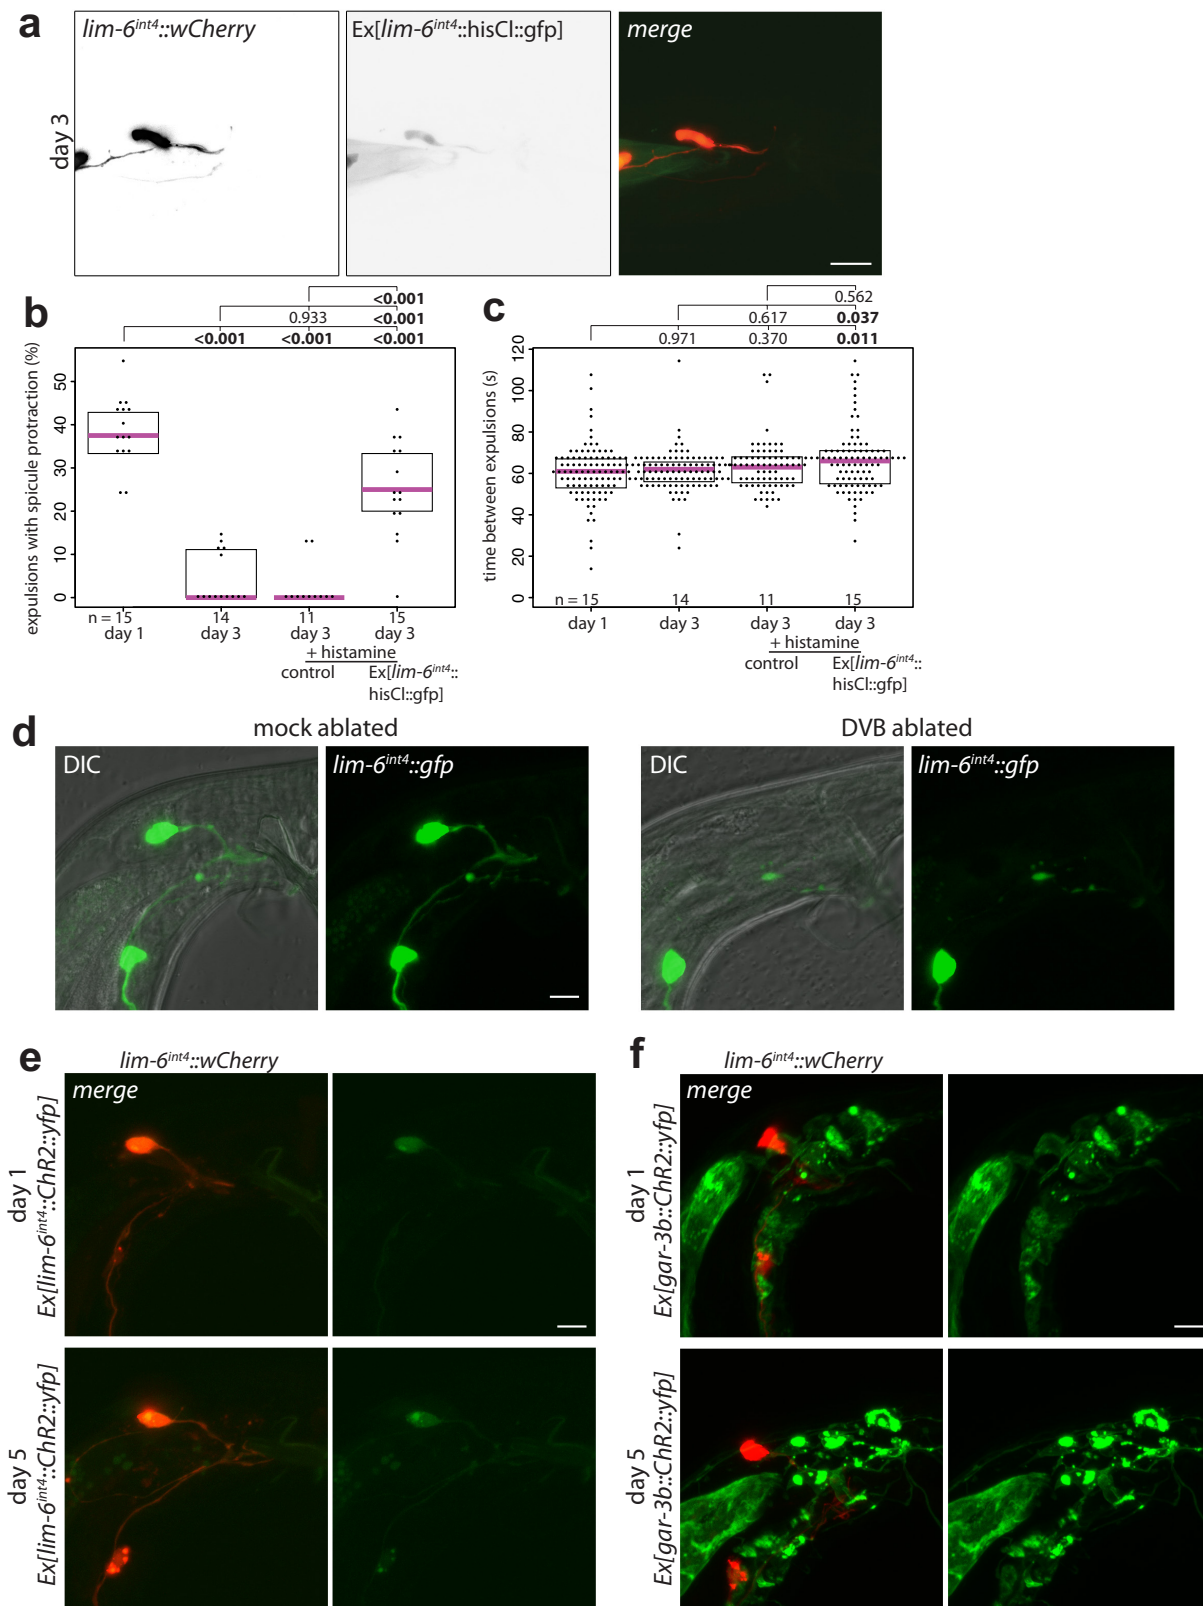 a
lim-6int4::wCherry
Ex[lim-6int4::hisCl::gfp]
merge
day 3
b
<0.001
0.933
<0.001
<0.001
<0.001
<0.001
expulsions with spicule protraction (%)
50
40
30
20
10
0
n = 15
14
11
15
day 1
day 3
day 3
day 3
+ histamine
control
Ex[lim-6int4::
hisCl::gfp]
c
0.562
0.617
0.037
0.971
0.370
0.011
time between expulsions (s)
120
100
80
60
40
20
0
n = 15
14
11
15
day 1
day 3
day 3
day 3
+ histamine
control
Ex[lim-6int4::
hisCl::gfp]
d
mock ablated
DVB ablated
DIC
lim-6int4::gfp
DIC
lim-6int4::gfp
e
lim-6int4::wCherry
merge
day 1
Ex[lim-6int4::ChR2::yfp]
day 5
Ex[lim-6int4::ChR2::yfp]
f
lim-6int4::wCherry
merge
day 1
Ex[gar-3b::ChR2::yfp]
day 5
Ex[gar-3b::ChR2::yfp]